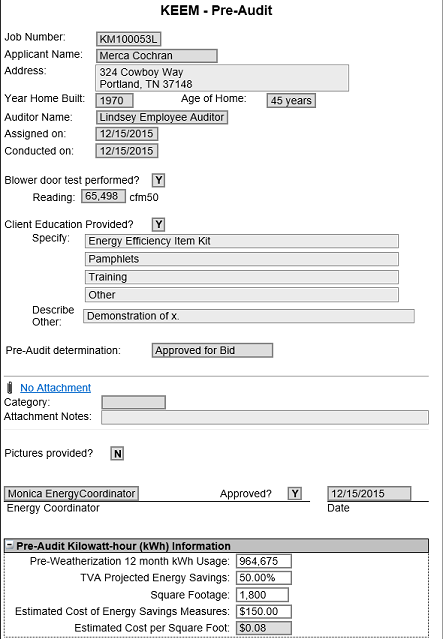 KEEM - Pre-Audit
Job Number: KM100053L
Applicant Name: Merca Cochran
Address: 324 Cowboy Way
Portland, TN 37148
Year Home Built: 1970 Age of Home: 45 years
Auditor Name: Lindsey Employee Auditor
Assigned on: 12/15/2015
Conducted on: 12/15/2015
Blower door test performed? Y
Reading: 65,498 cfm50
Client Education Provided? Y
Specify: Energy Efficiency Item Kit
Pamphlets
Training
Other
Describe
Other: Demonstration of x.
Pre-Audit determination: Approved for Bid
No Attachment
Category:
Attachment Notes:
Pictures provided? N
Monica EnergyCoordinator Approved? Y 12/15/2015
Energy Coordinator Date
Pre-Audit Kilowatt-hour (kWh) Information
Pre-Weatherization 12 month kWh Usage: 964,675
TVA Projected Energy Savings: 50.00%
Square Footage: 1,800
Estimated Cost of Energy Savings Measures: $150.00
Estimated Cost per Square Foot: $0.08